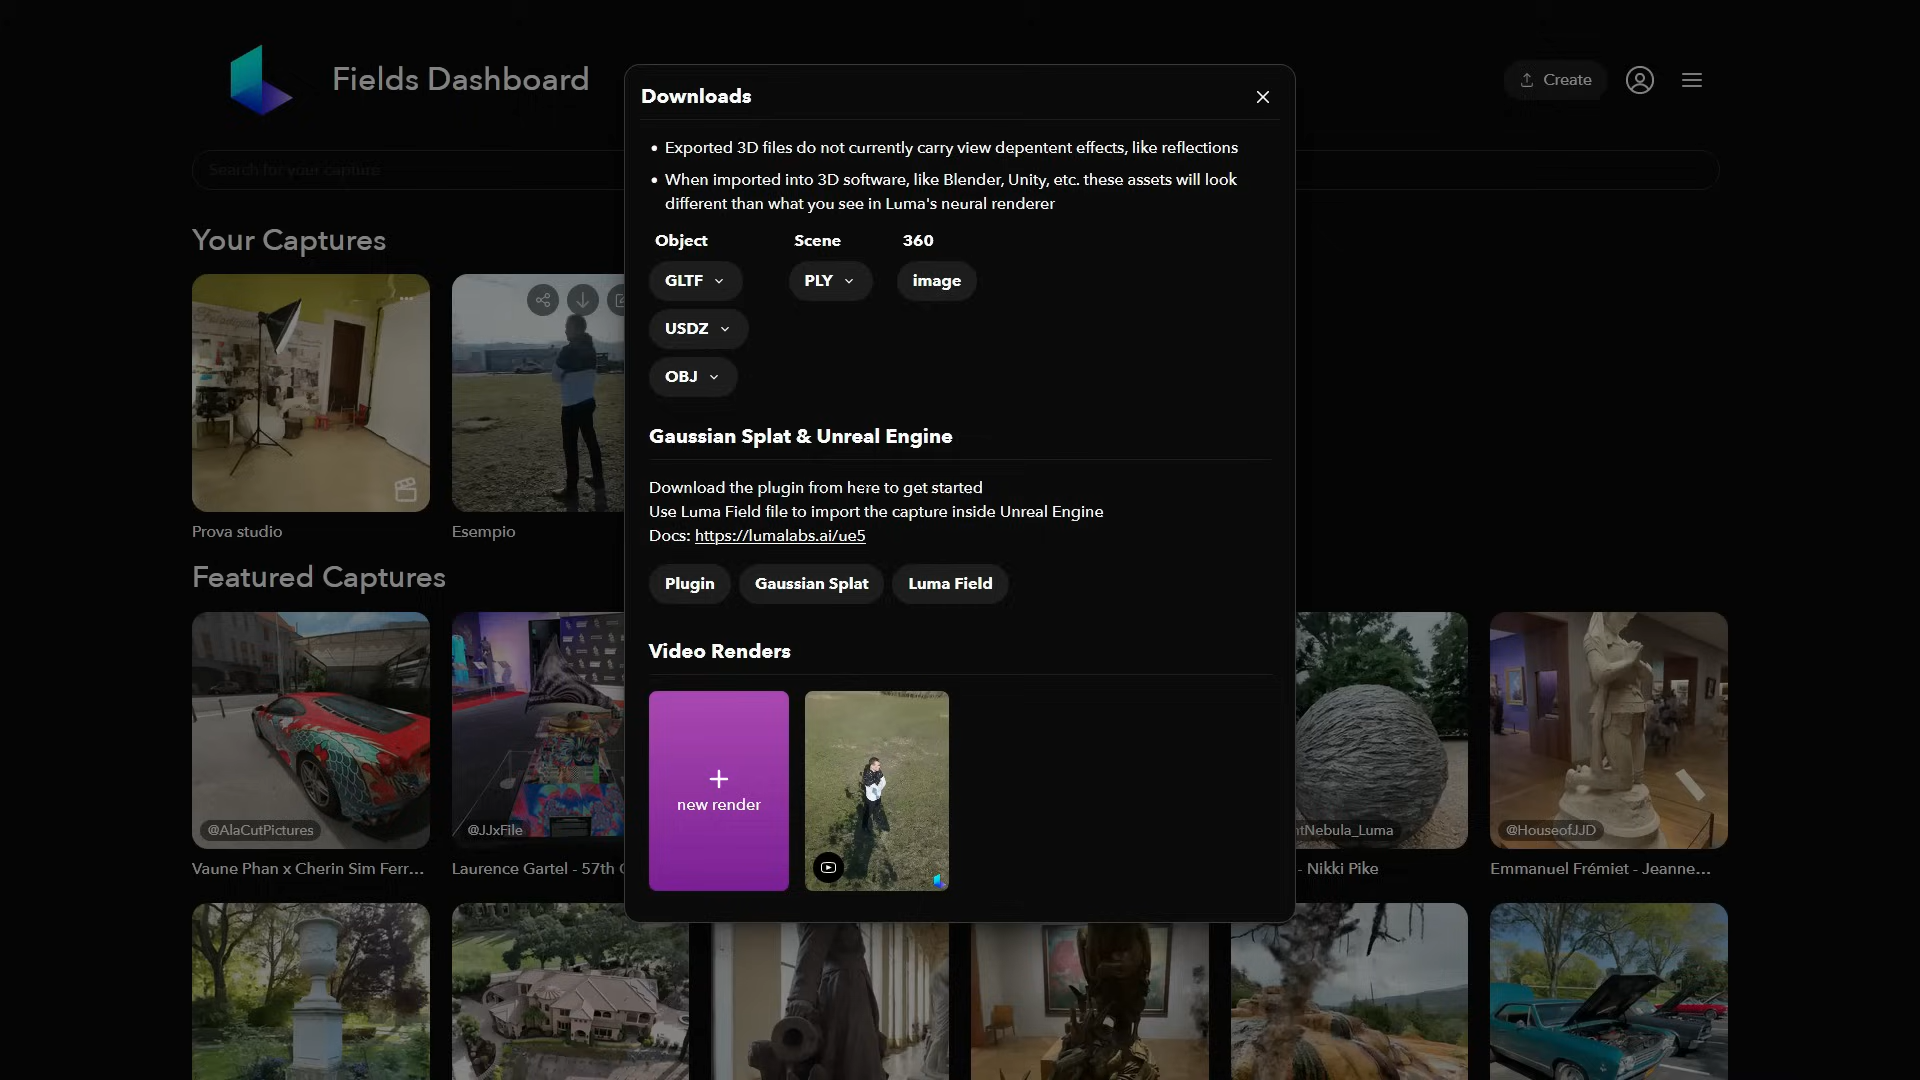 Fields Dashboard
Create
Search for your capture
Downloads
• Exported 3D files do not currently carry view depentent effects, like reflections
• When imported into 3D software, like Blender, Unity, etc. these assets will look
different than what you see in Luma's neural renderer
Object
Scene
360
GLTF
PLY
image
USDZ
OBJ
Your Captures
Prova studio
Esempio
Gaussian Splat & Unreal Engine
Download the plugin from here to get started
Use Luma Field file to import the capture inside Unreal Engine
Docs: https://lumalabs.ai/ue5
Plugin
Gaussian Splat
Luma Field
Video Renders
new render
Featured Captures
@AlaCutPictures
@JJxFile
ntNebula_Luma
@HouseofJJD
Vaune Phan x Cherin Sim Ferr...
Laurence Gartel - 57th
- Nikki Pike
Emmanuel Frémiet - Jeanne...